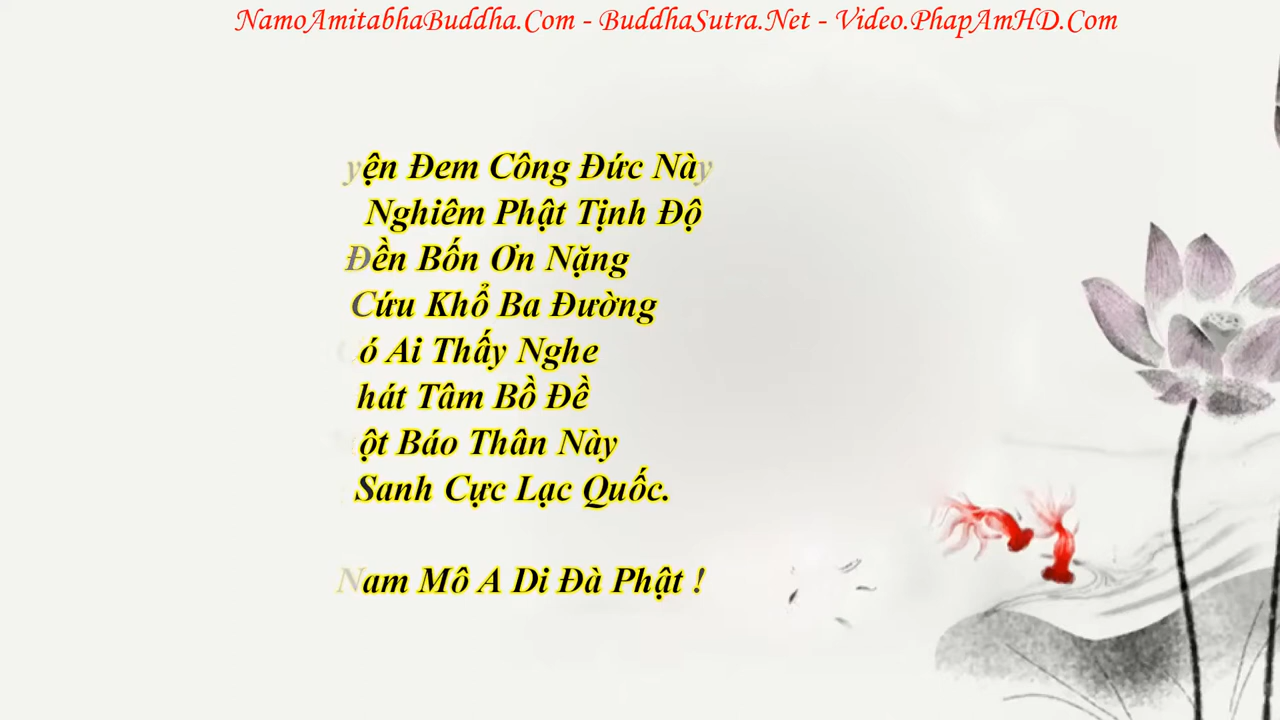 NamoAmitabhaBuddha.Com - BuddhaSutra.Net - Video.PhapAmHD.Com
yện Đem Công Đức Này
Nghiêm Phật Tịnh Độ
Đền Bốn Ơn Nặng
Cứu Khổ Ba Đường
ó Ai Thấy Nghe
hát Tâm Bồ Đề
ột Báo Thân Này
Sanh Cực Lạc Quốc.
Nam Mô A Di Đà Phật !